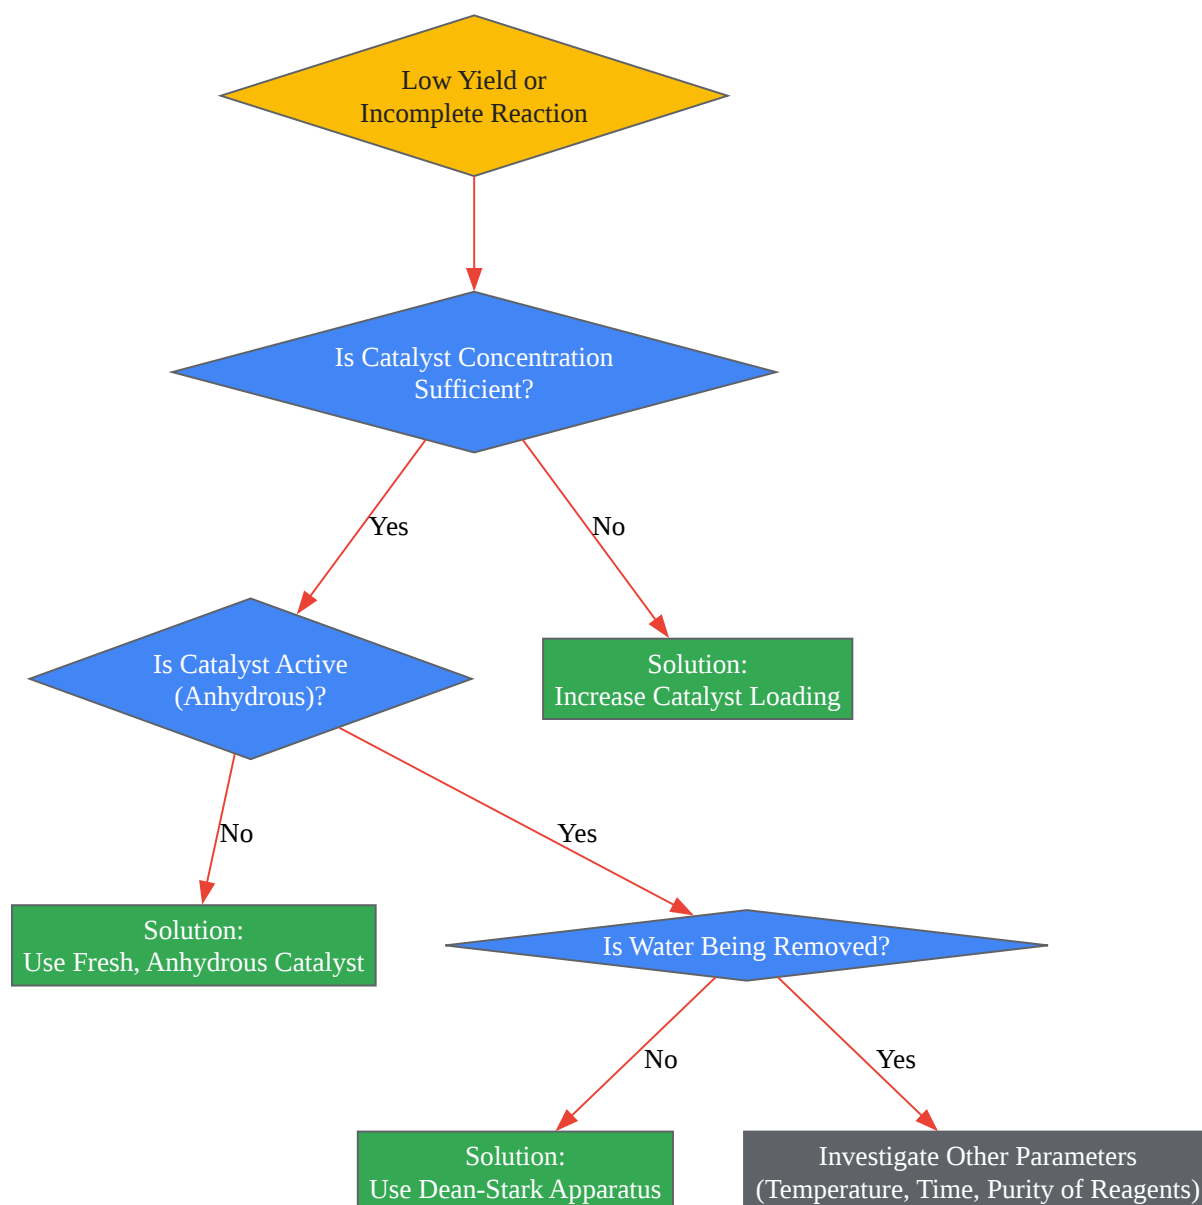 Low Yield or
Incomplete Reaction
Is Catalyst Concentration
Sufficient?
Yes
No
Is Catalyst Active
(Anhydrous)?
Solution:
Increase Catalyst Loading
No
Yes
Solution:
Use Fresh, Anhydrous Catalyst
Is Water Being Removed?
No
Yes
Solution:
Use Dean-Stark Apparatus
Investigate Other Parameters
(Temperature, Time, Purity of Reagents)